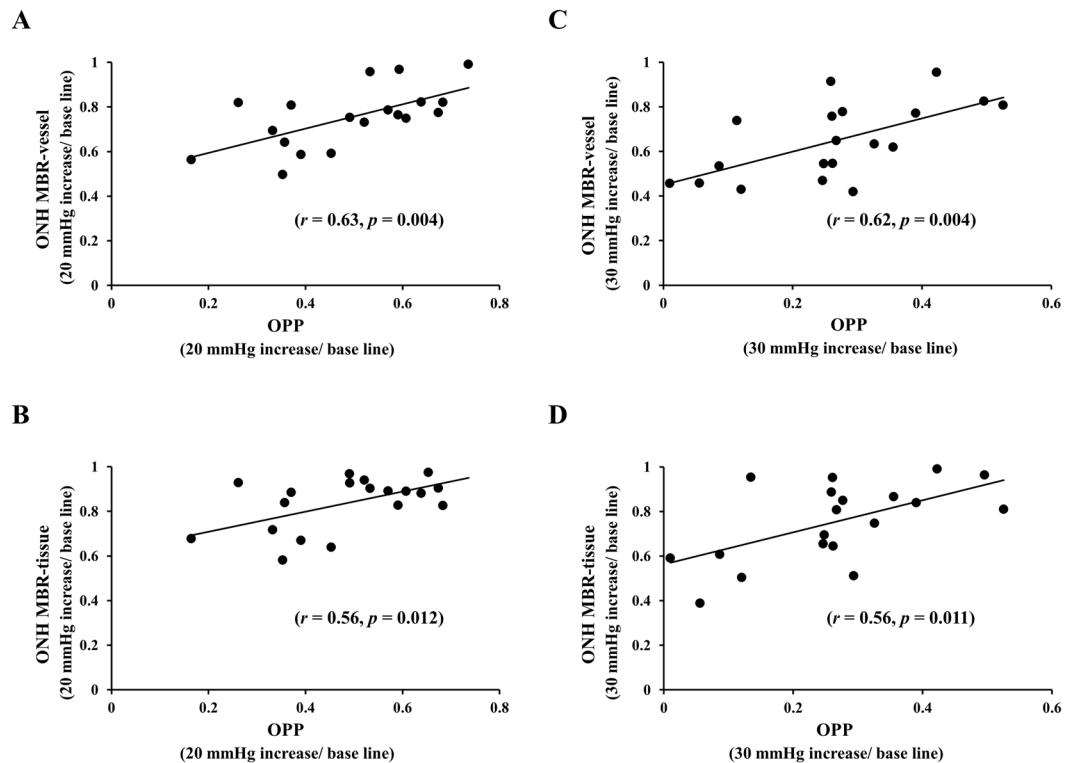 A
ONH MBR-vessel
(20 mmHg increase/ base line)
1
0.8
0.6
0.4
0.2
0
(r = 0.63, p = 0.004)
0 0.2 0.4 0.6 0.8
OPP
(20 mmHg increase/ base line)
C
ONH MBR-vessel
(30 mmHg increase/ base line)
1
0.8
0.6
0.4
0.2
0
(r = 0.62, p = 0.004)
0 0.2 0.4 0.6
OPP
(30 mmHg increase/ base line)
B
ONH MBR-tissue
(20 mmHg increase/ base line)
1
0.8
0.6
0.4
0.2
0
(r = 0.56, p = 0.012)
0 0.2 0.4 0.6 0.8
OPP
(20 mmHg increase/ base line)
D
ONH MBR-tissue
(30 mmHg increase/ base line)
1
0.8
0.6
0.4
0.2
0
(r = 0.56, p = 0.011)
0 0.2 0.4 0.6
OPP
(30 mmHg increase/ base line)